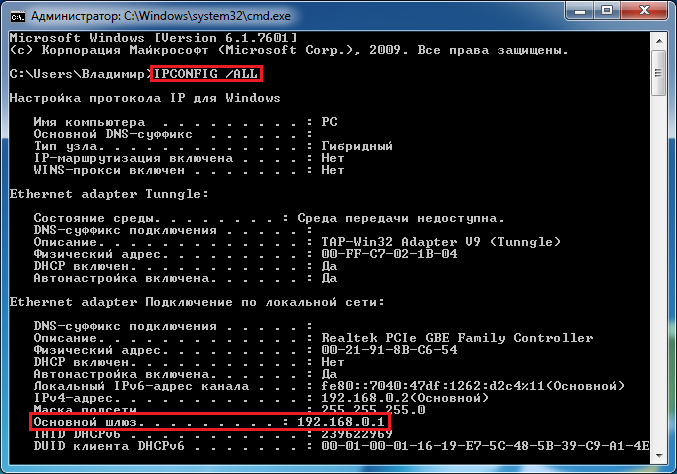 Администратор: C:\Windows\system32\cmd.exe
Microsoft Windows [Version 6.1.7601]
(c) Корпорация Майкрософт (Microsoft Corp.), 2009. Все права защищены.
C:\Users\Владимир>IPCONFIG /ALL
Настройка протокола IP для Windows
Имя компьютера . . . . . . . . . : PC
Основной DNS-суффикс . . . . . . :
Тип узла. . . . . . . . . . . . . : Гибридный
IP-маршрутизация включена . . . . : Нет
WINS-прокси включен . . . . . . . : Нет
Ethernet adapter Tunngle:
Состояние среды. . . . . . . . : Среда передачи недоступна.
DNS-суффикс подключения . . . . . :
Описание. . . . . . . . . . . . . : TAP-Win32 Adapter V9 (Tunngle)
Физический адрес. . . . . . . . . : 00-FF-C7-02-1B-04
DHCP включен. . . . . . . . . . . : Да
Автонастройка включена. . . . . . : Да
Ethernet adapter Подключение по локальной сети:
DNS-суффикс подключения . . . . . :
Описание. . . . . . . . . . . . . : Realtek PCIe GBE Family Controller
Физический адрес. . . . . . . . . : 00-21-91-8B-C6-54
DHCP включен. . . . . . . . . . . : Нет
Автонастройка включена. . . . . . : Да
Локальный IPv6-адрес канала . . . : fe80::7040:47df:1262:d2c4%11(Основной)
IPv4-адрес. . . . . . . . . . . . : 192.168.0.2(Основной)
Маска подсети . . . . . . . . . . : 255.255.255.0
Основной шлюз. . . . . . . . . : 192.168.0.1
IAID DHCPv6 . . . . . . . . . . . : 239622969
DUID клиента DHCPv6 . . . . . . . : 00-01-00-01-16-19-E7-5C-48-5B-39-C9-A1-4E